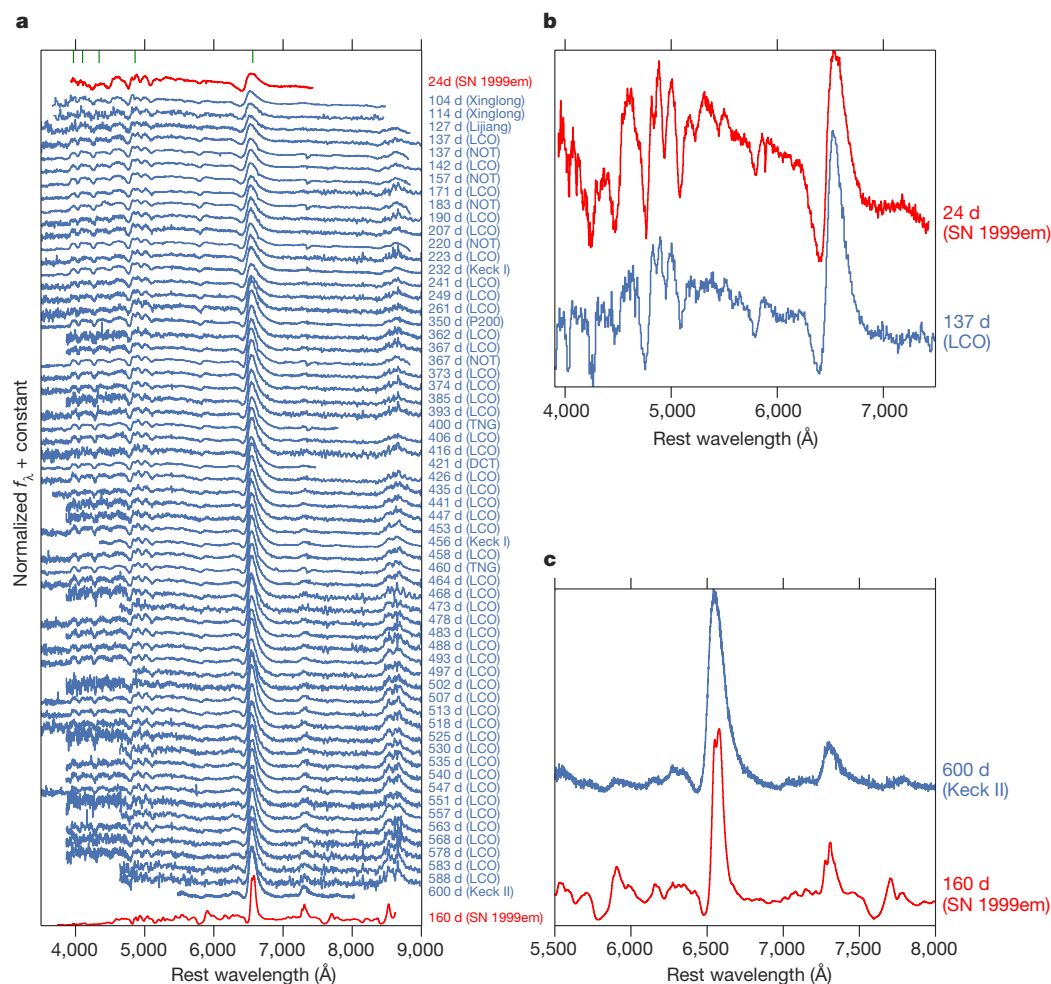 a
24d (SN 1999em)
104 d (Xinglong)
114 d (Xinglong)
127 d (Lijiang)
137 d (LCO)
137 d (NOT)
142 d (LCO)
157 d (NOT)
171 d (LCO)
183 d (NOT)
190 d (LCO)
207 d (LCO)
220 d (NOT)
223 d (LCO)
232 d (Keck I)
241 d (LCO)
249 d (LCO)
261 d (LCO)
350 d (P200)
362 d (LCO)
367 d (LCO)
367 d (NOT)
373 d (LCO)
374 d (LCO)
385 d (LCO)
393 d (LCO)
400 d (TNG)
406 d (LCO)
416 d (LCO)
421 d (DCT)
426 d (LCO)
435 d (LCO)
441 d (LCO)
447 d (LCO)
453 d (LCO)
456 d (Keck I)
458 d (LCO)
460 d (TNG)
464 d (LCO)
468 d (LCO)
473 d (LCO)
478 d (LCO)
483 d (LCO)
488 d (LCO)
493 d (LCO)
497 d (LCO)
502 d (LCO)
507 d (LCO)
513 d (LCO)
518 d (LCO)
525 d (LCO)
530 d (LCO)
535 d (LCO)
540 d (LCO)
547 d (LCO)
551 d (LCO)
557 d (LCO)
563 d (LCO)
568 d (LCO)
578 d (LCO)
583 d (LCO)
588 d (LCO)
600 d (Keck II)
160 d (SN 1999em)
Normalized fλ + constant
4,000 5,000 6,000 7,000 8,000 9,000
Rest wavelength (Å)
b
24 d
(SN 1999em)
137 d
(LCO)
4,000 5,000 6,000 7,000
Rest wavelength (Å)
c
600 d
(Keck II)
160 d
(SN 1999em)
5,500 6,000 6,500 7,000 7,500 8,000
Rest wavelength (Å)